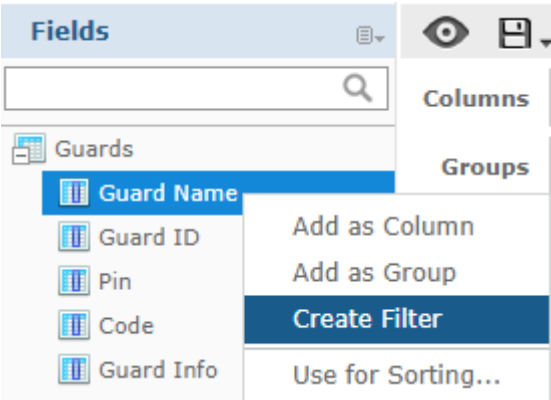 Fields
Columns
Guards
Groups
Guard Name
Guard ID
Add as Column
Pin
Add as Group
Code
Create Filter
Guard Info
Use for Sorting...